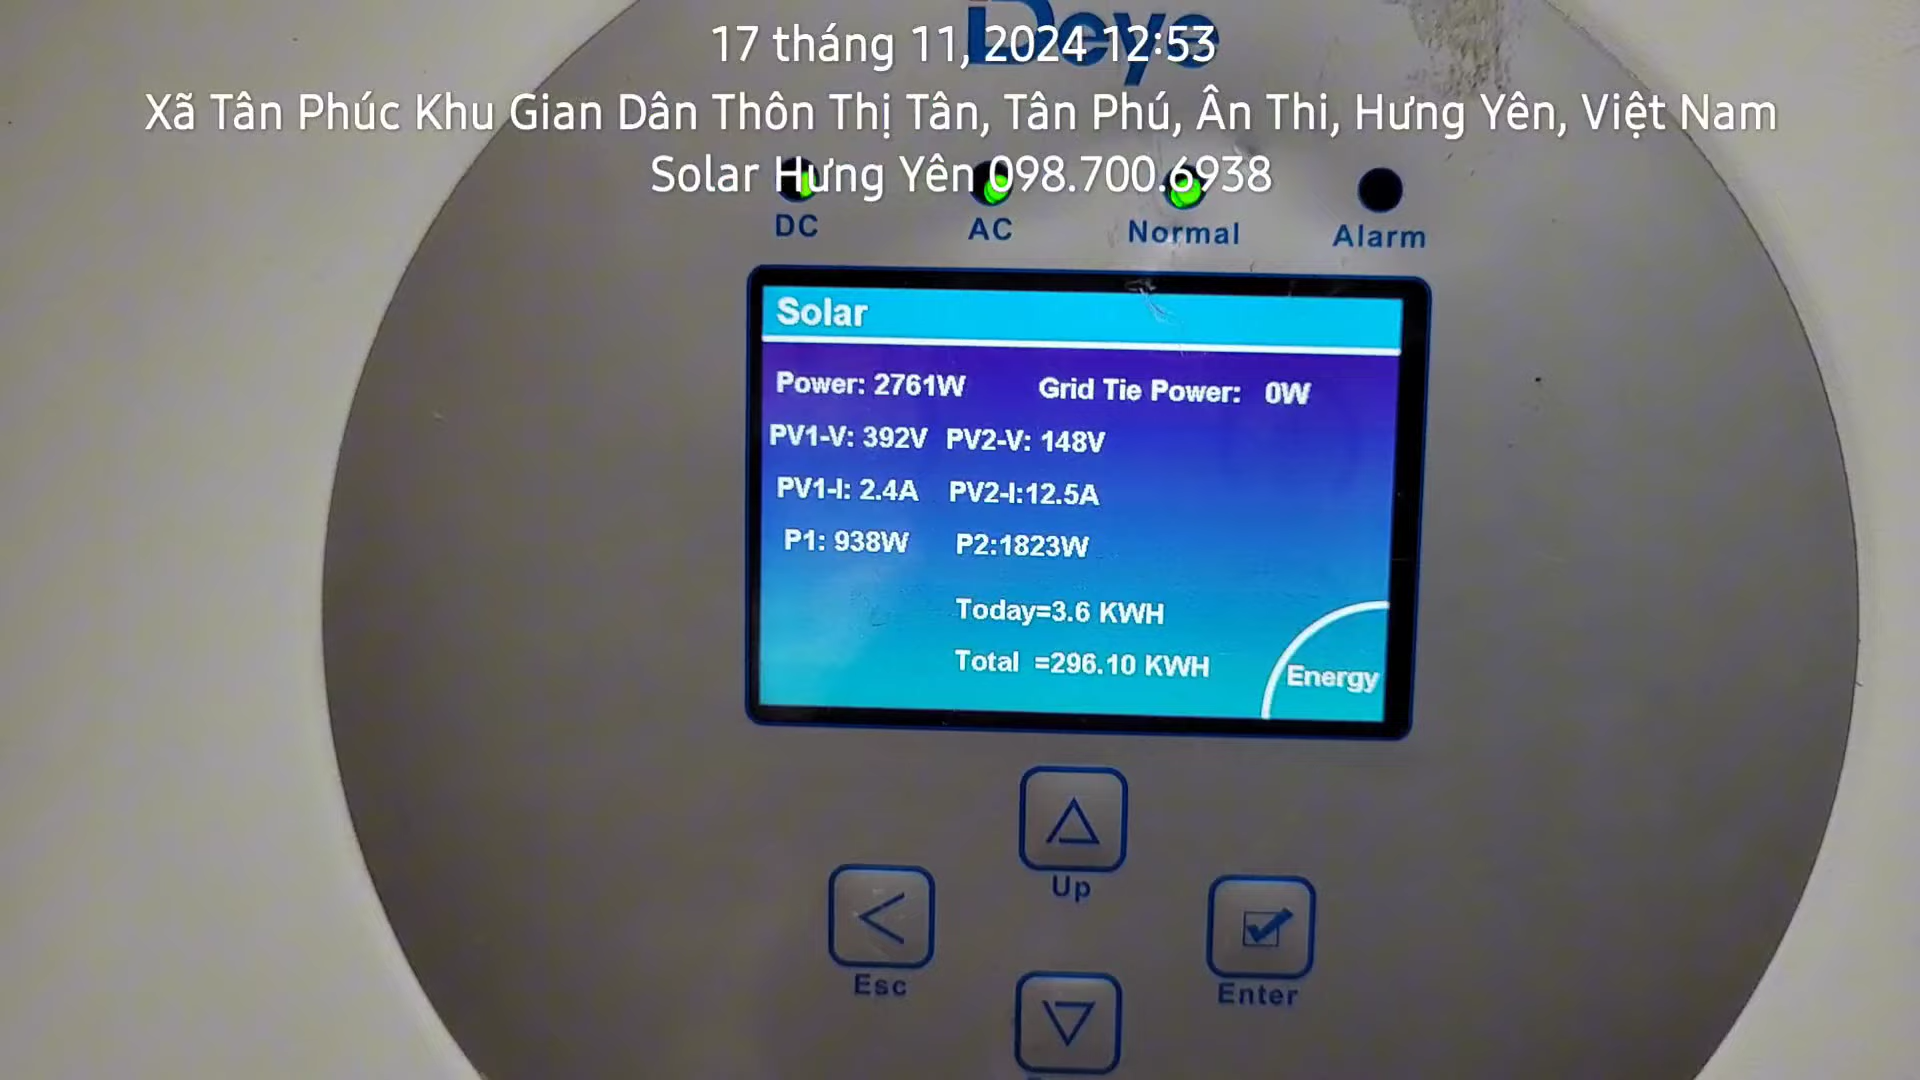 Deye
17 tháng 11, 2024 12:53
Xã Tân Phúc Khu Gian Dân Thôn Thị Tân, Tân Phú, Ân Thi, Hưng Yên, Việt Nam
Solar Hưng Yên 098.700.6938
DC AC Normal Alarm
Solar
Power: 2761W Grid Tie Power: 0W
PV1-V: 392V PV2-V: 148V
PV1-I: 2.4A PV2-I:12.5A
P1: 938W P2:1823W
Today=3.6 KWH
Total =296.10 KWH
Energy
Up
Esc
Enter